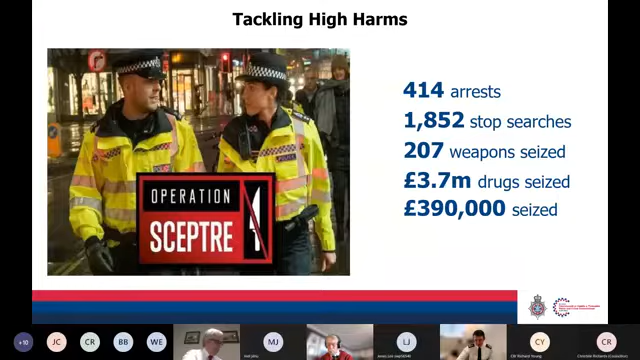 Tackling High Harms
OPERATION
SCEPTRE
414 arrests
1,852 stop searches
207 weapons seized
£3.7m drugs seized
£390,000 seized
+10
JC
CR
BB
WE
MJ
LJ
CY
CR